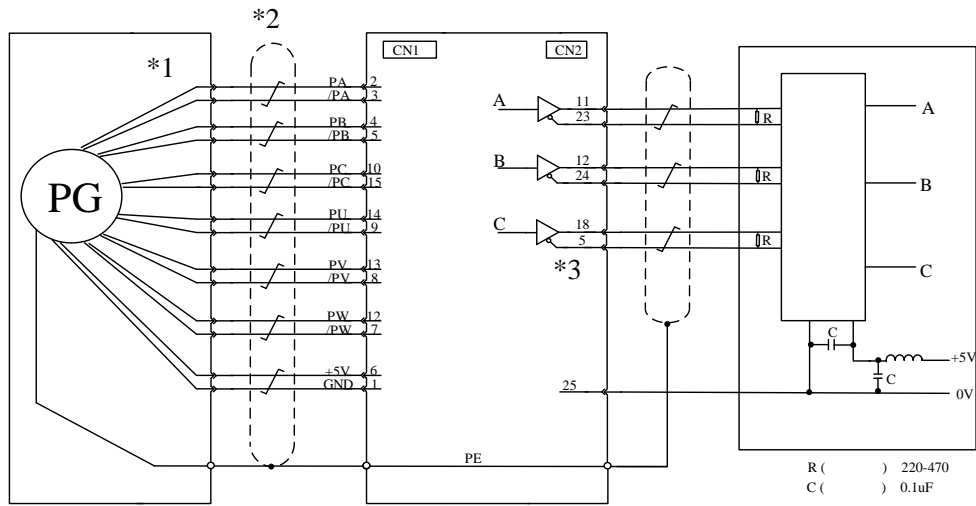 *2
*1
CN1
CN2
PG
PA 2
/PA 3
PB 4
/PB 5
PC 10
/PC 15
PU 14
/PU 9
PV 13
/PV 8
PW 12
/PW 7
+5V 6
GND 1
A 11
23
B 12
24
C 18
5
*3
25
PE
R
R
R
A
B
C
C
C
+5V
0V
R ( ) 220-470
C ( ) 0.1uF